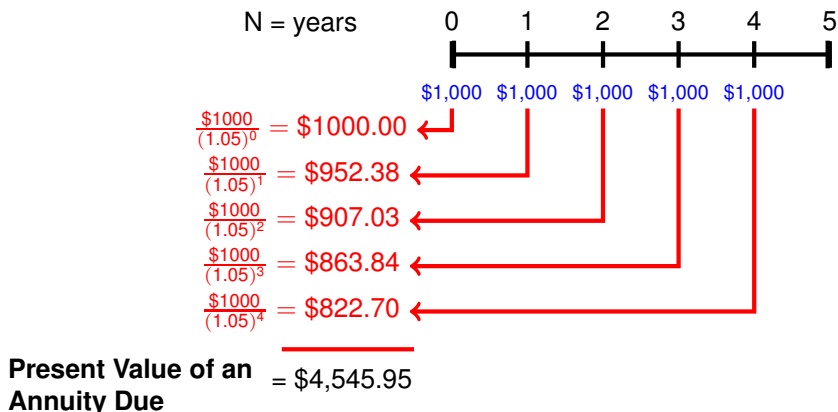 N = years 0 1 2 3 4 5
$1,000 $1,000 $1,000 $1,000 $1,000
$1000/(1.05)^0 = $1000.00
$1000/(1.05)^1 = $952.38
$1000/(1.05)^2 = $907.03
$1000/(1.05)^3 = $863.84
$1000/(1.05)^4 = $822.70
Present Value of an
Annuity Due
= $4,545.95